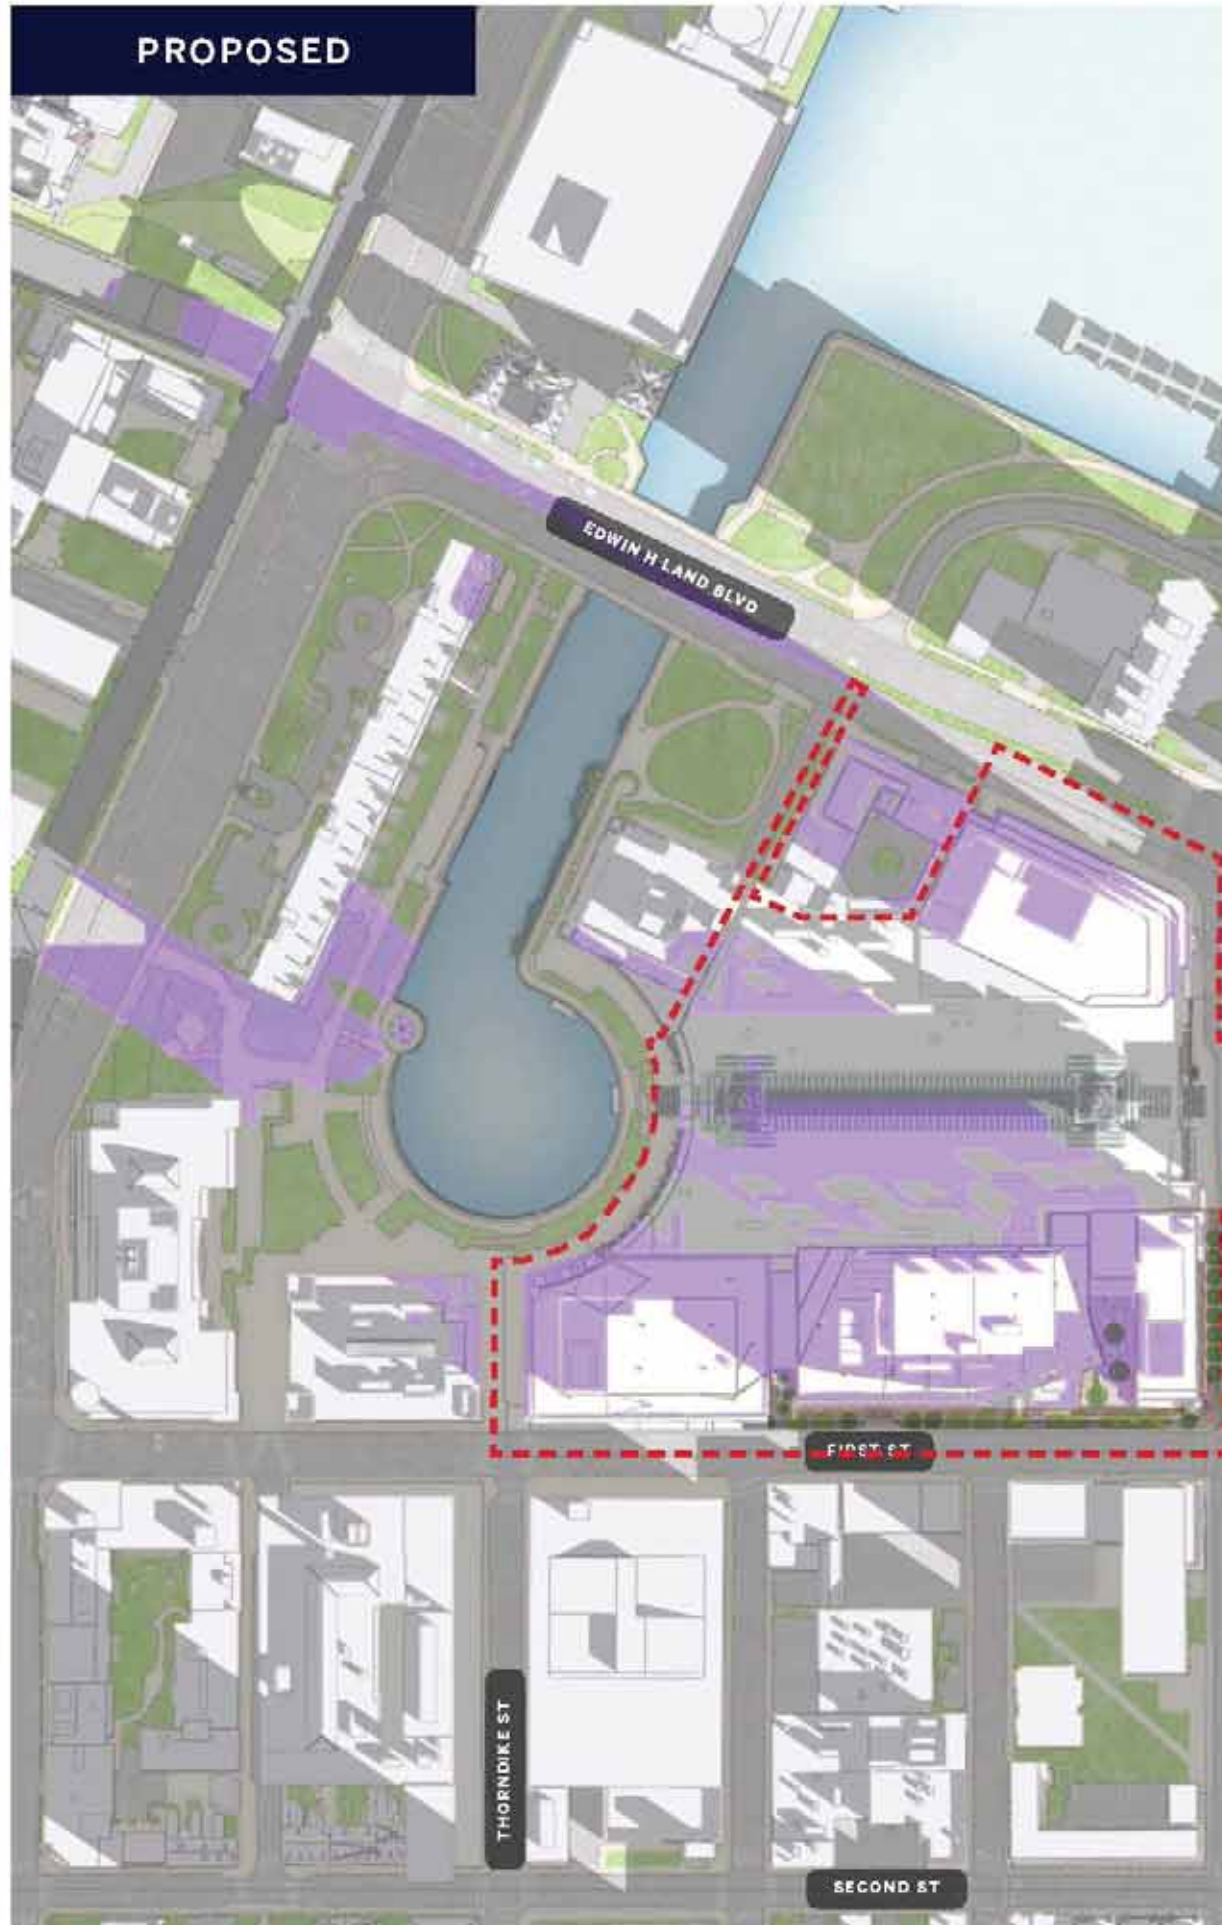 PROPOSED
EDWIN H LAND BLVD
FIRST ST
THORNDIKE ST
SECOND ST